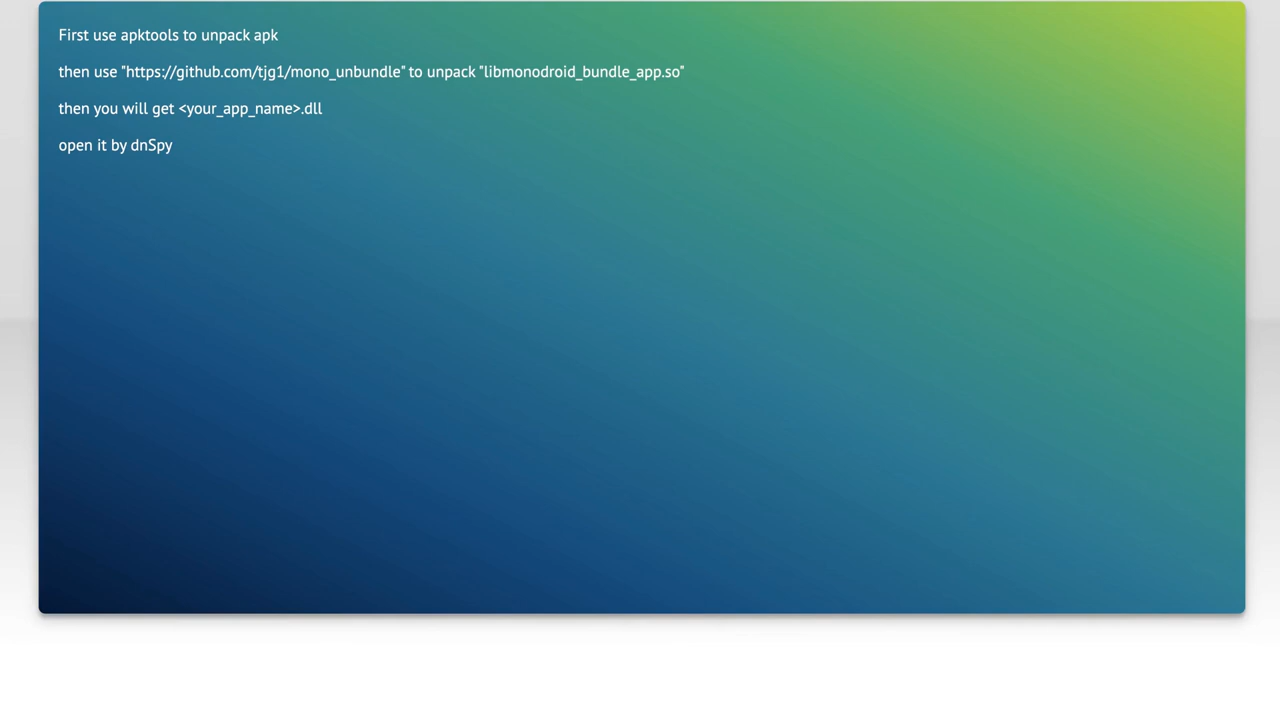 First use apktools to unpack apk
then use "https://github.com/tjg1/mono_unbundle" to unpack "libmonodroid_bundle_app.so"
then you will get <your_app_name>.dll
open it by dnSpy